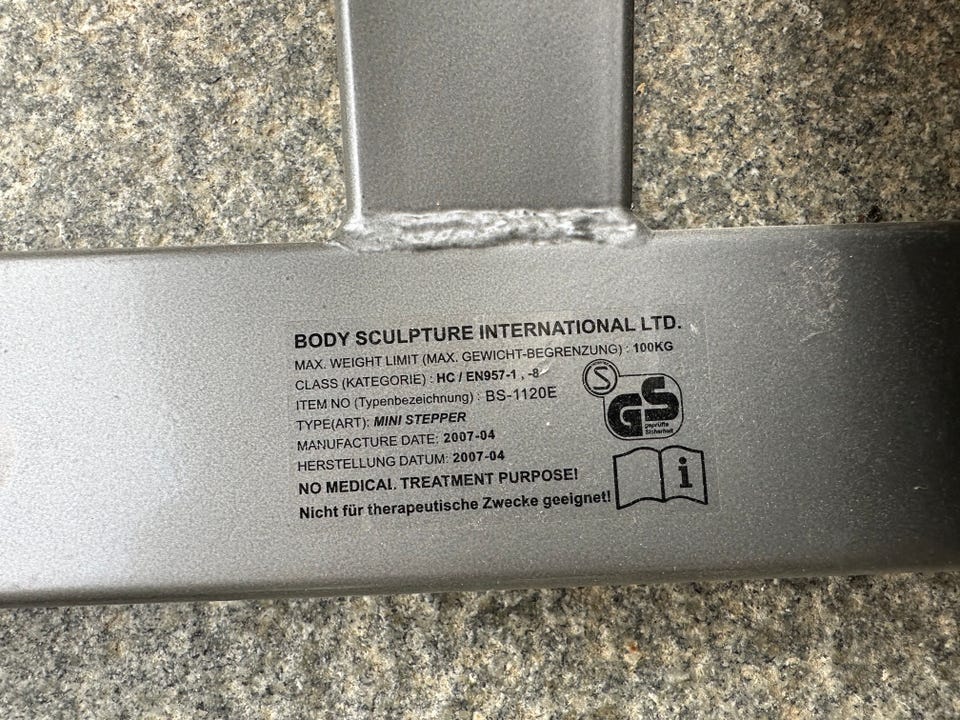 BODY SCULPTURE INTERNATIONAL LTD.
MAX. WEIGHT LIMIT (MAX. GEWICHT-BEGRENZUNG) : 100KG
CLASS (KATEGORIE) : HC / EN957-1 , -8
ITEM NO (Typenbezeichnung) : BS-1120E
TYPE(ART): MINI STEPPER
MANUFACTURE DATE: 2007-04
HERSTELLUNG DATUM: 2007-04
NO MEDICAL TREATMENT PURPOSE!
Nicht für therapeutische Zwecke geeignet!
S
GS
geprüfte
Sicherheit
i